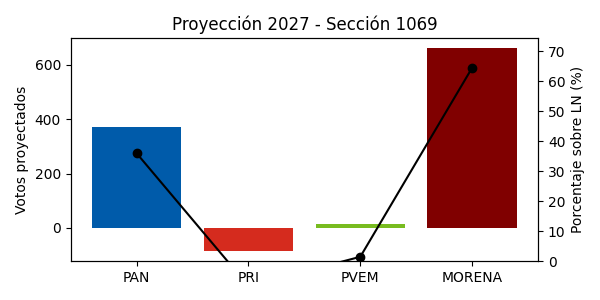 Proyección 2027 - Sección 1069
Votos proyectados
600
400
200
0
Porcentaje sobre LN (%)
70
60
50
40
30
20
10
0
PAN
PRI
PVEM
MORENA